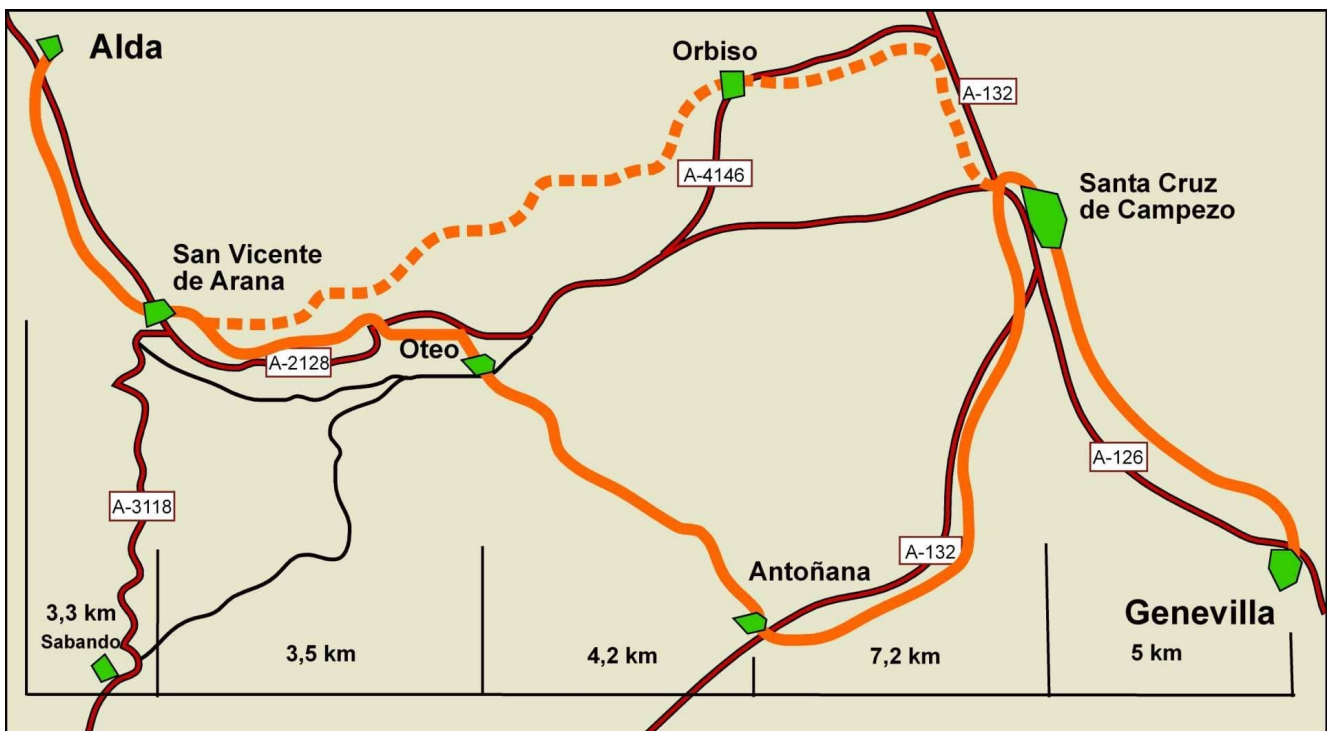 Alda
Orbiso
A-132
A-4146
Santa Cruz
de Campezo
San Vicente
de Arana
Oteo
A-2128
A-126
A-3118
A-132
Antoñana
Genevilla
3,3 km
Sabando
3,5 km
4,2 km
7,2 km
5 km